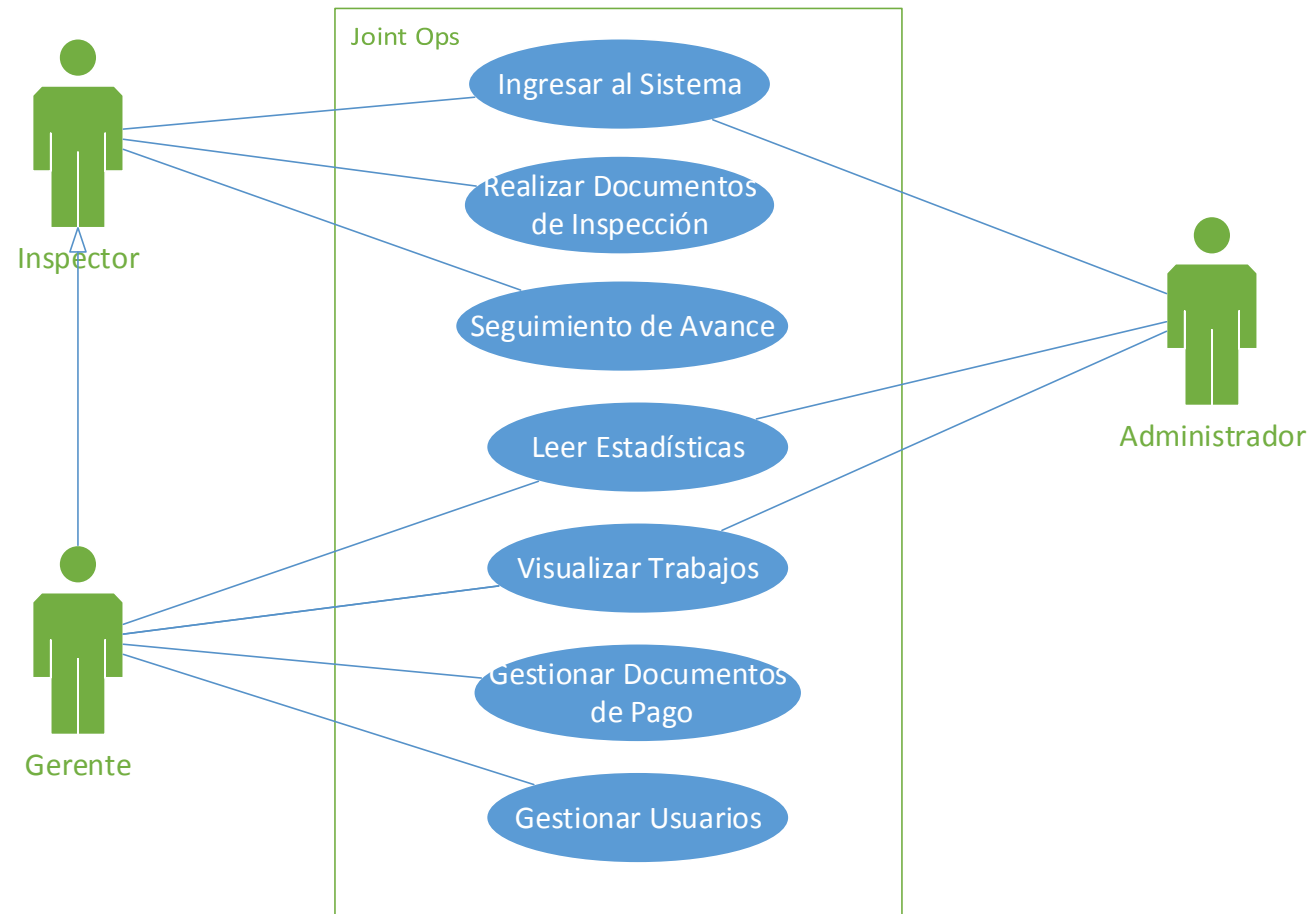 Joint Ops
Ingresar al Sistema
Realizar Documentos
de Inspección
Inspector
Seguimiento de Avance
Leer Estadísticas
Administrador
Visualizar Trabajos
Gestionar Documentos
de Pago
Gerente
Gestionar Usuarios